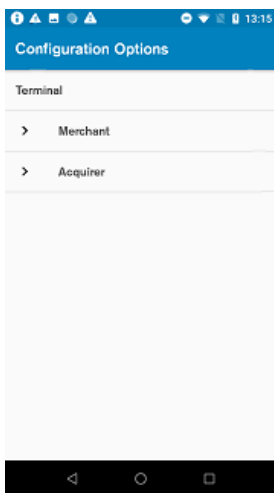 13:15
Configuration Options
Terminal
Merchant
Acquirer